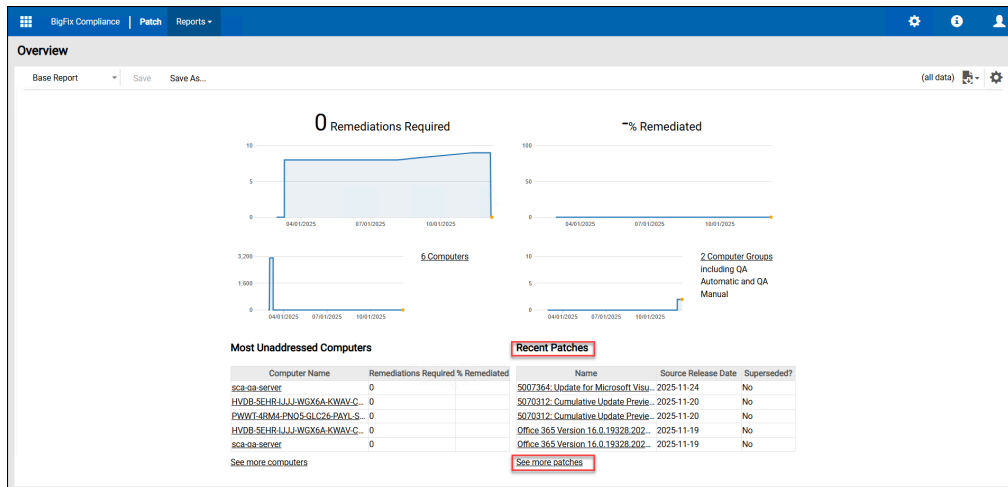 BigFix Compliance | Patch Reports
Overview
Base Report Save Save As... (all data)
0 Remediations Required
10
5
0
04/01/2025 07/01/2025 10/01/2025
-% Remediated
100
50
0
04/01/2025 07/01/2025 10/01/2025
3,200
1,600
0
04/01/2025 07/01/2025 10/01/2025
6 Computers
10
5
0
04/01/2025 07/01/2025 10/01/2025
2 Computer Groups
including QA
Automatic and QA
Manual
Most Unaddressed Computers
Computer Name Remediations Required % Remediated
sca-qa-server 0
HVDB-5EHR-IJJJ-WGX6A-KWAV-C... 0
PWWT-4RM4-PNQ5-GLC26-PAYL-S... 0
HVDB-5EHR-IJJJ-WGX6A-KWAV-C... 0
sca-qa-server 0
See more computers
Recent Patches
Name Source Release Date Superseded?
5007364: Update for Microsoft Visu... 2025-11-24 No
5070312: Cumulative Update Previe... 2025-11-20 No
5070312: Cumulative Update Previe... 2025-11-20 No
Office 365 Version 16.0.19328.202... 2025-11-19 No
Office 365 Version 16.0.19328.202... 2025-11-19 No
See more patches